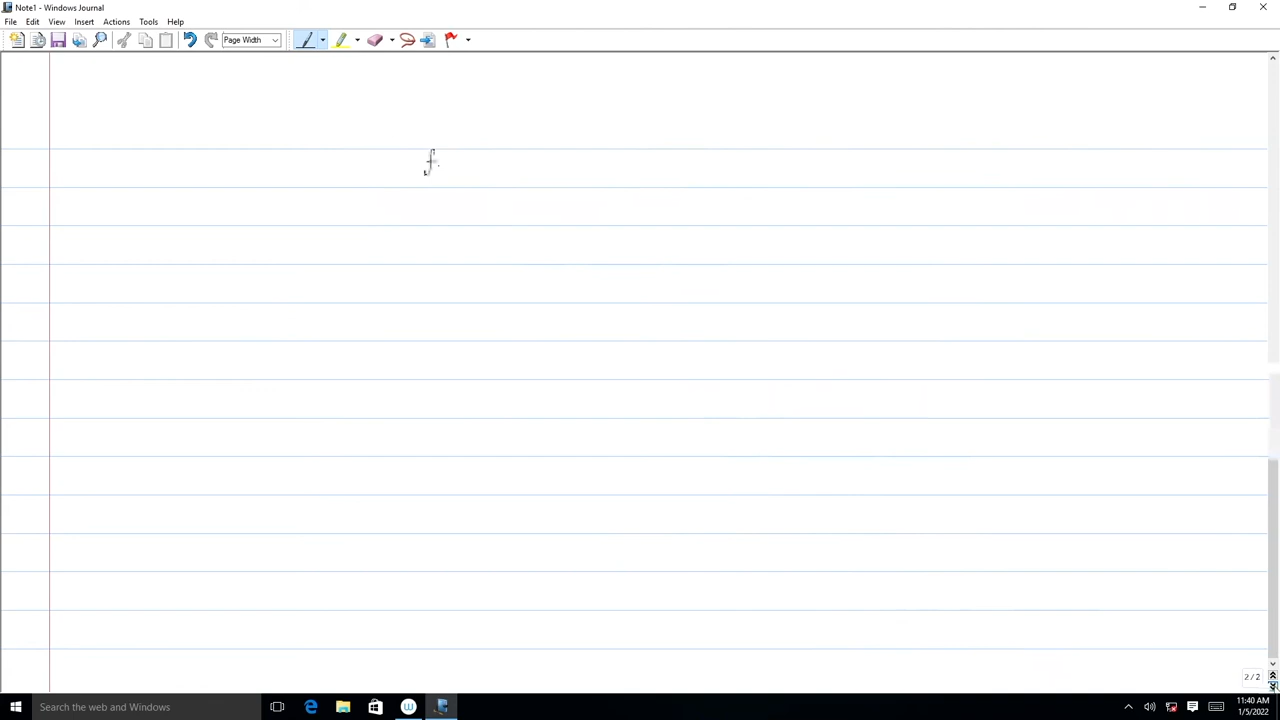 Note1 - Windows Journal
File Edit View Insert Actions Tools Help
Page Width
f
2 / 2
Search the web and Windows
11:40 AM
1/5/2022